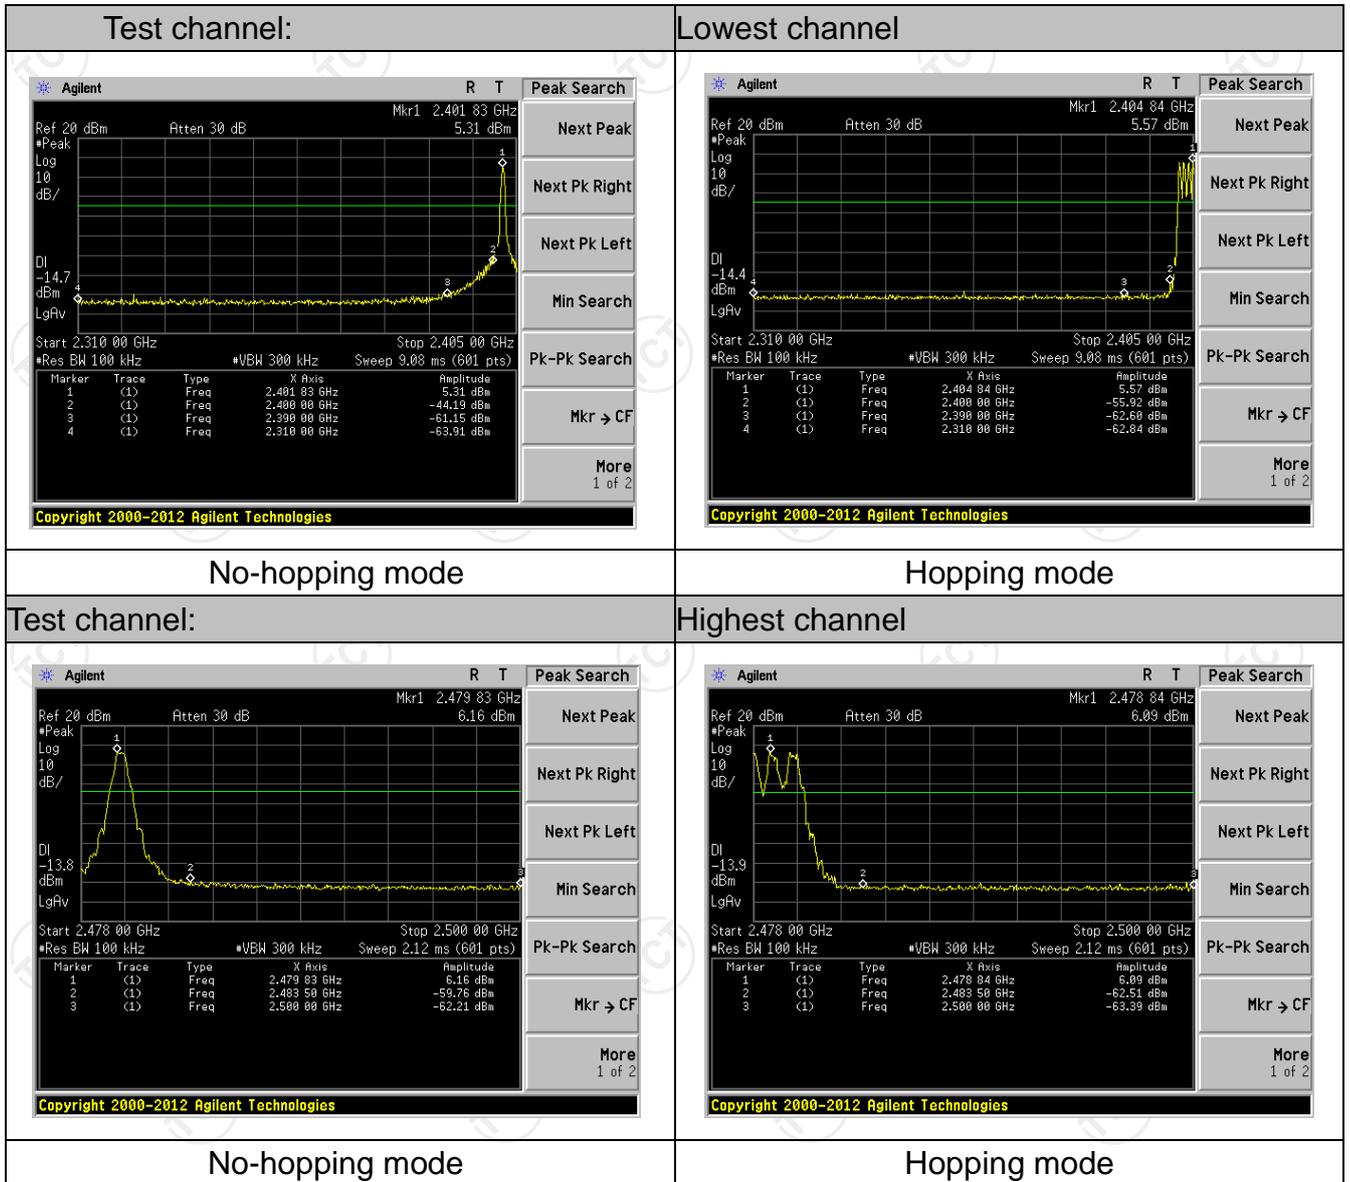 Test channel: Lowest channel
Agilent R T Peak Search
Mkr1 2.401 83 GHz
Ref 20 dBm Atten 30 dB 5.31 dBm
#Peak
Log
10
dB/
1
2
3
4
DI
-14.7
dBm
LgAv
Start 2.310 00 GHz Stop 2.405 00 GHz
#Res BW 100 kHz #VBW 300 kHz Sweep 9.08 ms (601 pts)
Marker Trace Type X Axis Amplitude
1 (1) Freq 2.401 83 GHz 5.31 dBm
2 (1) Freq 2.400 00 GHz -44.19 dBm
3 (1) Freq 2.390 00 GHz -61.15 dBm
4 (1) Freq 2.310 00 GHz -63.91 dBm
Next Peak
Next Pk Right
Next Pk Left
Min Search
Pk-Pk Search
Mkr → CF
More
1 of 2
Copyright 2000-2012 Agilent Technologies
Agilent R T Peak Search
Mkr1 2.404 84 GHz
Ref 20 dBm Atten 30 dB 5.57 dBm
#Peak
Log
10
dB/
1
2
3
4
DI
-14.4
dBm
LgAv
Start 2.310 00 GHz Stop 2.405 00 GHz
#Res BW 100 kHz #VBW 300 kHz Sweep 9.08 ms (601 pts)
Marker Trace Type X Axis Amplitude
1 (1) Freq 2.404 84 GHz 5.57 dBm
2 (1) Freq 2.400 00 GHz -55.92 dBm
3 (1) Freq 2.390 00 GHz -62.60 dBm
4 (1) Freq 2.310 00 GHz -62.84 dBm
Next Peak
Next Pk Right
Next Pk Left
Min Search
Pk-Pk Search
Mkr → CF
More
1 of 2
Copyright 2000-2012 Agilent Technologies
No-hopping mode Hopping mode
Test channel: Highest channel
Agilent R T Peak Search
Mkr1 2.479 83 GHz
Ref 20 dBm Atten 30 dB 6.16 dBm
#Peak
Log
10
dB/
1
2
3
DI
-13.8
dBm
LgAv
Start 2.478 00 GHz Stop 2.500 00 GHz
#Res BW 100 kHz #VBW 300 kHz Sweep 2.12 ms (601 pts)
Marker Trace Type X Axis Amplitude
1 (1) Freq 2.479 83 GHz 6.16 dBm
2 (1) Freq 2.483 50 GHz -59.76 dBm
3 (1) Freq 2.500 00 GHz -62.21 dBm
Next Peak
Next Pk Right
Next Pk Left
Min Search
Pk-Pk Search
Mkr → CF
More
1 of 2
Copyright 2000-2012 Agilent Technologies
Agilent R T Peak Search
Mkr1 2.478 84 GHz
Ref 20 dBm Atten 30 dB 6.09 dBm
#Peak
Log
10
dB/
1
2
3
DI
-13.9
dBm
LgAv
Start 2.478 00 GHz Stop 2.500 00 GHz
#Res BW 100 kHz #VBW 300 kHz Sweep 2.12 ms (601 pts)
Marker Trace Type X Axis Amplitude
1 (1) Freq 2.478 84 GHz 6.09 dBm
2 (1) Freq 2.483 50 GHz -62.51 dBm
3 (1) Freq 2.500 00 GHz -63.39 dBm
Next Peak
Next Pk Right
Next Pk Left
Min Search
Pk-Pk Search
Mkr → CF
More
1 of 2
Copyright 2000-2012 Agilent Technologies
No-hopping mode Hopping mode